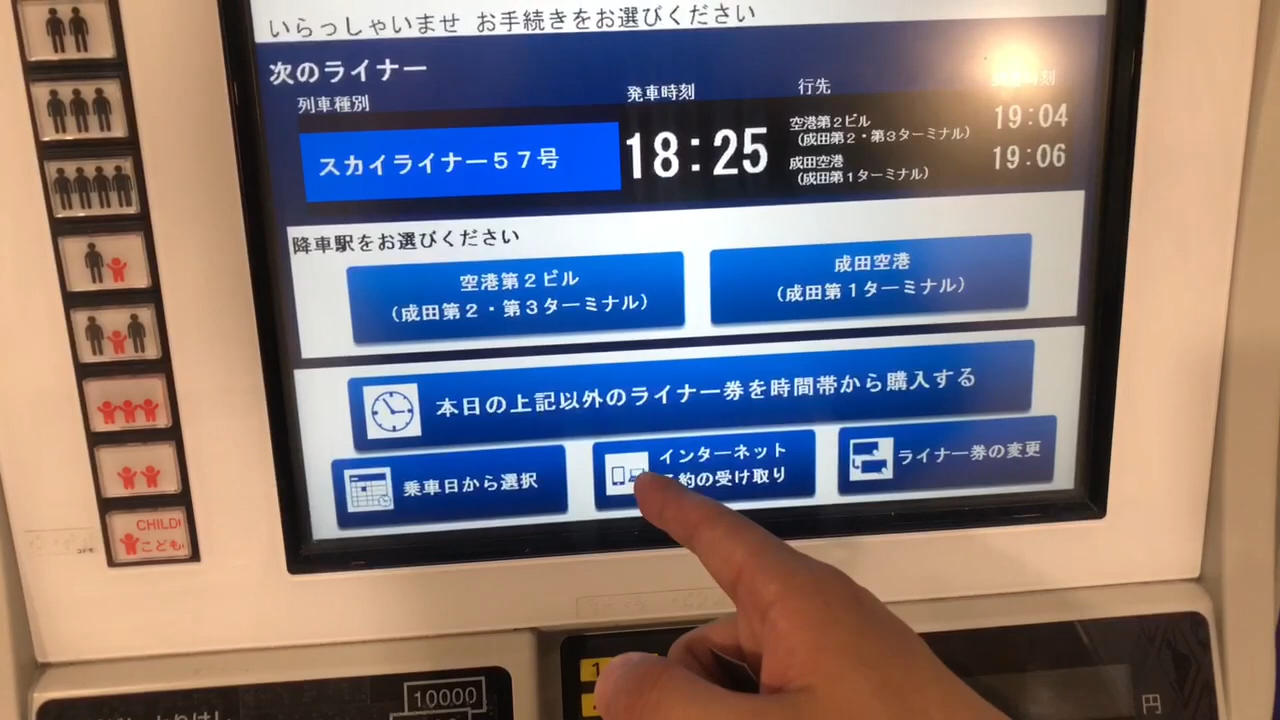 いらっしゃいませ お手続きをお選びください
次のライナー
列車種別
発車時刻
行先
時刻
スカイライナー５７号
18:25
空港第２ビル
（成田第２・第３ターミナル）
19:04
成田空港
（成田第１ターミナル）
19:06
降車駅をお選びください
空港第２ビル
（成田第２・第３ターミナル）
成田空港
（成田第１ターミナル）
本日の上記以外のライナー券を時間帯から購入する
乗車日から選択
インターネット
約の受け取り
ライナー券の変更
CHILD
こども
10000
1
円